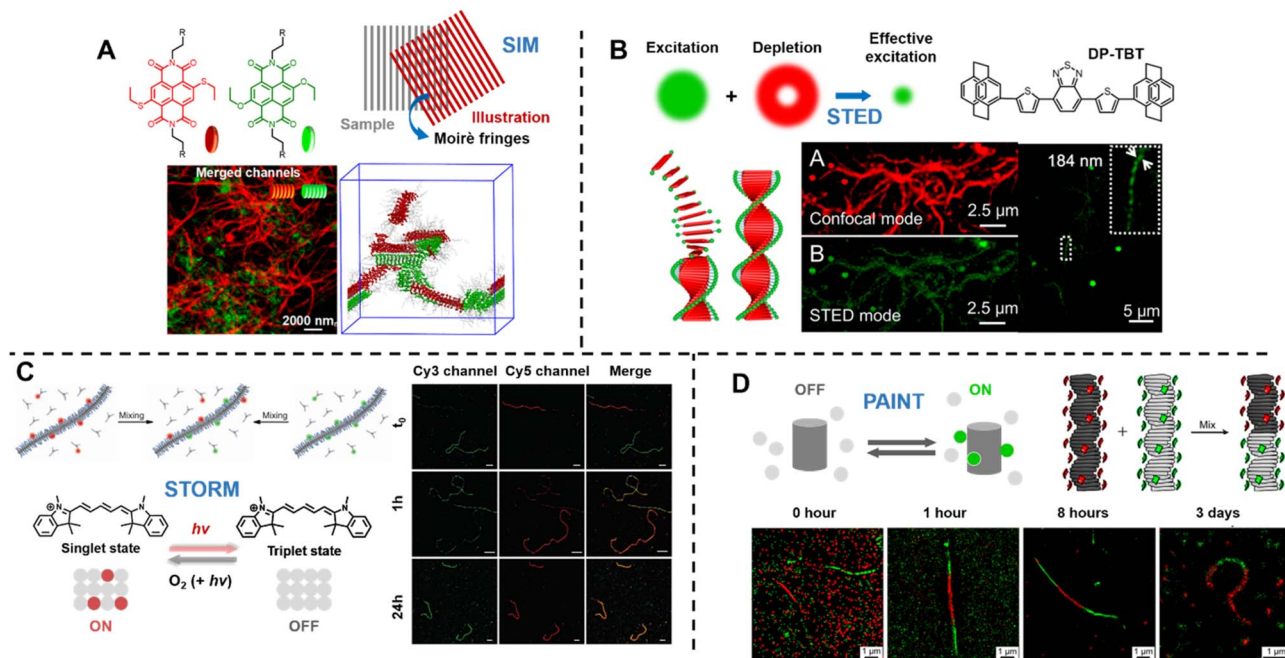 A
R
R
N
N
O
O
O
O
S
S
O
O
O
O
O
O
N
N
R
R
SIM
Sample
Illustration
Moirè fringes
Merged channels
2000 nm
B
Excitation
Depletion
Effective
excitation
+
STED
DP-TBT
N
S
N
S
S
A
Confocal mode
2.5 µm
B
STED mode
2.5 µm
184 nm
5 µm
C
Mixing
Mixing
STORM
N
N
N
N
Singlet state
hv
Triplet state
O2 (+ hv)
ON
OFF
Cy3 channel
Cy5 channel
Merge
t0
1h
24h
D
OFF
PAINT
ON
+
Mix
0 hour
1 hour
8 hours
3 days
1 µm
1 µm
1 µm
1 µm